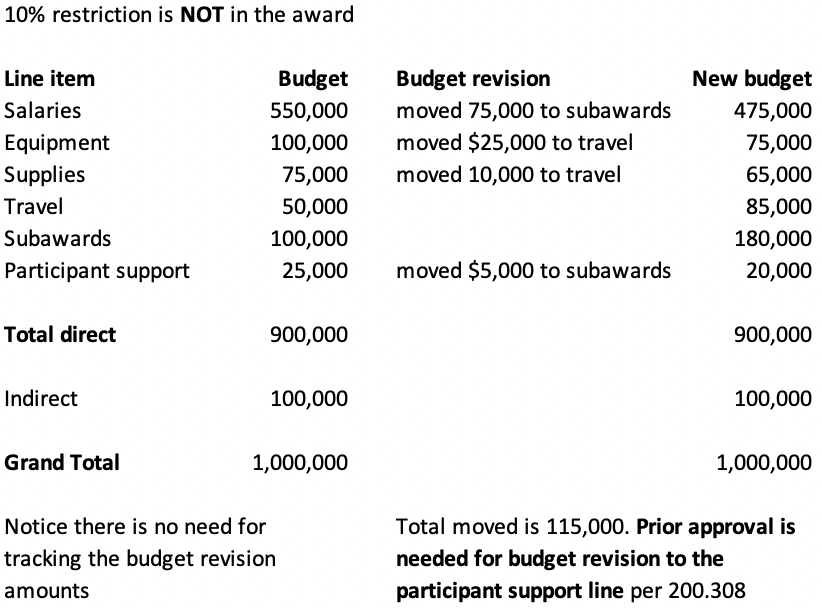 10% restriction is NOT in the award
Line item Budget Budget revision New budget
Salaries 550,000 moved 75,000 to subawards 475,000
Equipment 100,000 moved $25,000 to travel 75,000
Supplies 75,000 moved 10,000 to travel 65,000
Travel 50,000 85,000
Subawards 100,000 180,000
Participant support 25,000 moved $5,000 to subawards 20,000
Total direct 900,000 900,000
Indirect 100,000 100,000
Grand Total 1,000,000 1,000,000
Notice there is no need for
tracking the budget revision
amounts
Total moved is 115,000. Prior approval is
needed for budget revision to the
participant support line per 200.308